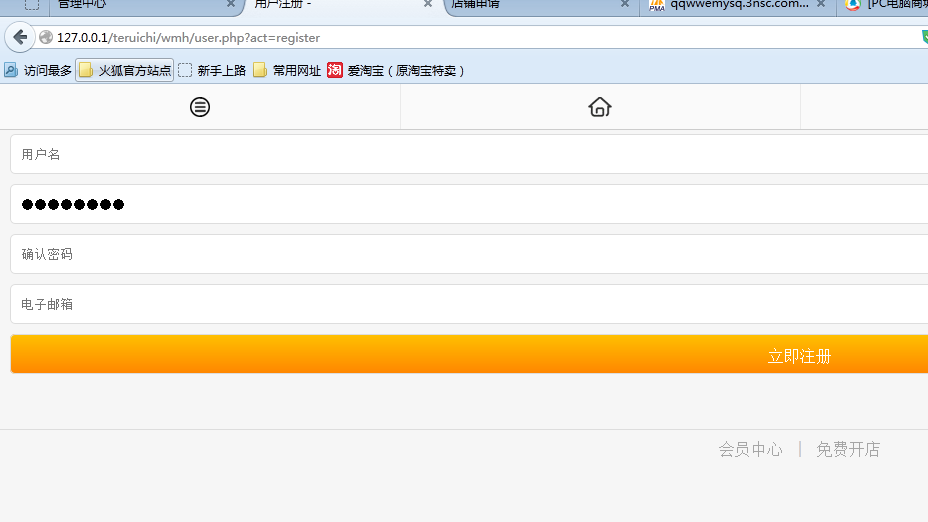 管理中心
用户注册 -
店铺申请
PMA qqwwemysq.3nsc.com...
[PC电脑商城
127.0.0.1/teruichi/wmh/user.php?act=register
访问最多 火狐官方站点 新手上路 常用网址 淘 爱淘宝（原淘宝特卖）
用户名
●●●●●●●●
确认密码
电子邮箱
立即注册
会员中心 | 免费开店